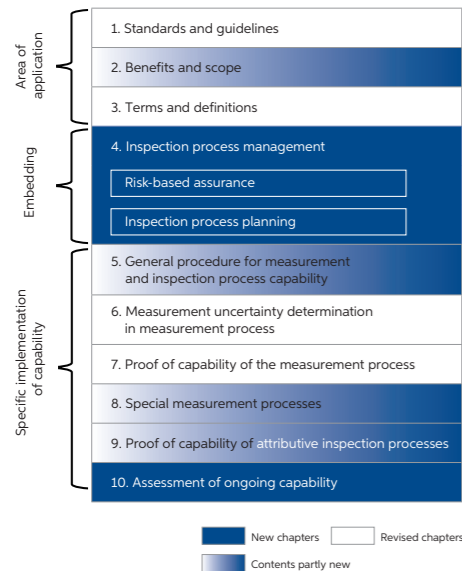 Area of
application
1. Standards and guidelines
2. Benefits and scope
3. Terms and definitions
Embedding
4. Inspection process management
Risk-based assurance
Inspection process planning
Specific implementation
of capability
5. General procedure for measurement
and inspection process capability
6. Measurement uncertainty determination
in measurement process
7. Proof of capability of the measurement process
8. Special measurement processes
9. Proof of capability of attributive inspection processes
10. Assessment of ongoing capability
New chapters
Revised chapters
Contents partly new